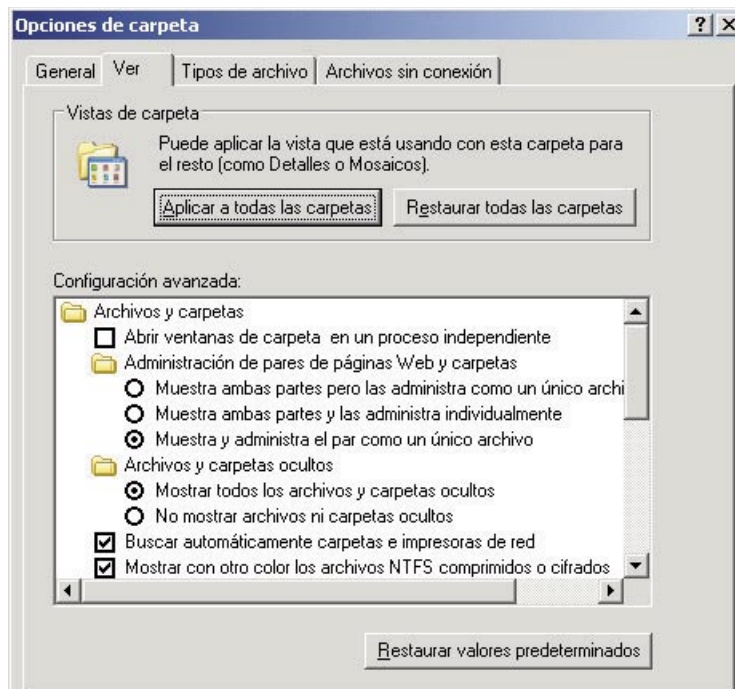 Opciones de carpeta
General Ver Tipos de archivo Archivos sin conexión
Vistas de carpeta
Puede aplicar la vista que está usando con esta carpeta para
el resto (como Detalles o Mosaicos).
Aplicar a todas las carpetas Restaurar todas las carpetas
Configuración avanzada:
Archivos y carpetas
Abrir ventanas de carpeta en un proceso independiente
Administración de pares de páginas Web y carpetas
Muestra ambas partes pero las administra como un único archi
Muestra ambas partes y las administra individualmente
Muestra y administra el par como un único archivo
Archivos y carpetas ocultos
Mostrar todos los archivos y carpetas ocultos
No mostrar archivos ni carpetas ocultos
Buscar automáticamente carpetas e impresoras de red
Mostrar con otro color los archivos NTFS comprimidos o cifrados
Restaurar valores predeterminados